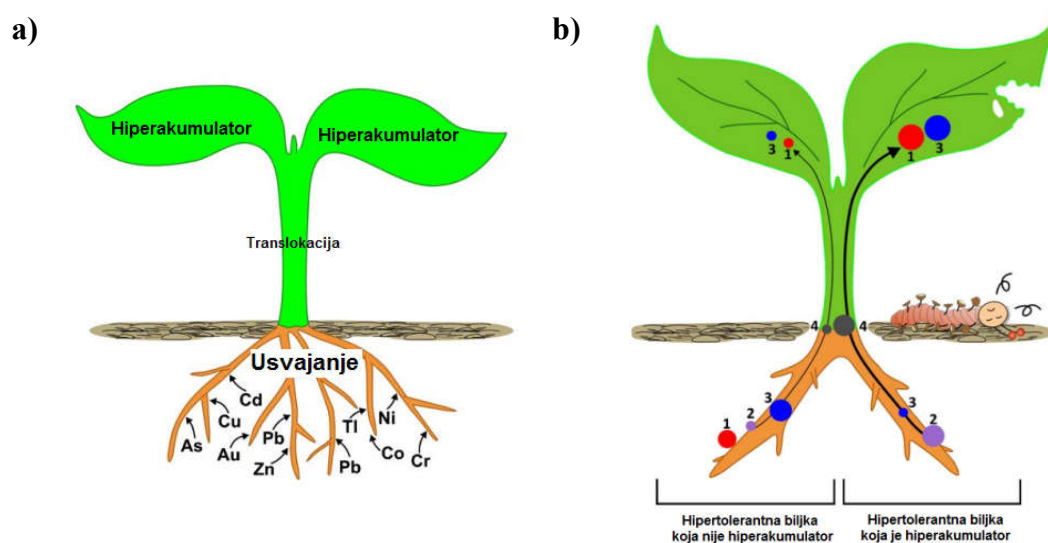 a)
Hiperakumulator
Hiperakumulator
Translokacija
Usvajanje
Cd
Cu
As
Au
Pb
Zn
Pb
Tl
Ni
Co
Cr
b)
3
1
1
3
4
4
3
2
1
3
2
Hipertolerantna biljka
koja nije hiperakumulator
Hipertolerantna biljka
koja je hiperakumulator